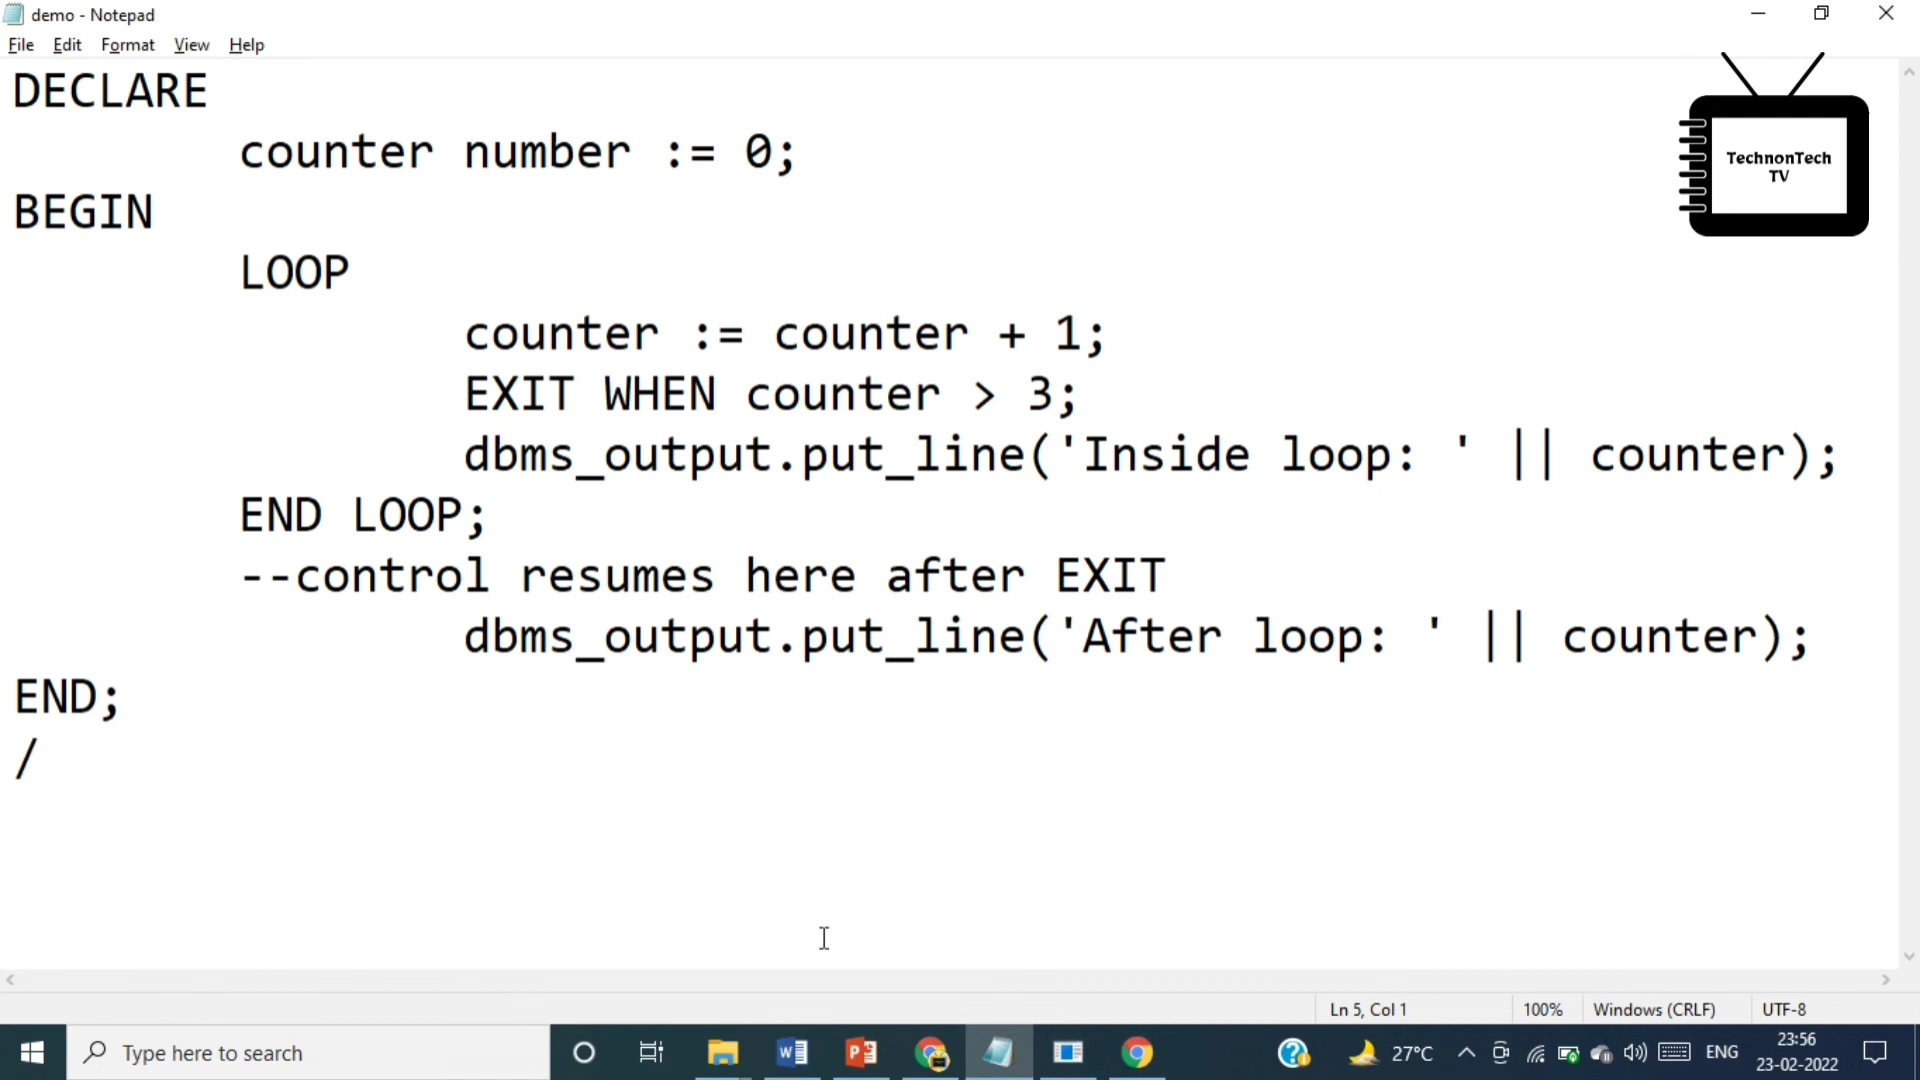 demo - Notepad
File Edit Format View Help
DECLARE
counter number := 0;
BEGIN
LOOP
counter := counter + 1;
EXIT WHEN counter > 3;
dbms_output.put_line('Inside loop: ' || counter);
END LOOP;
--control resumes here after EXIT
dbms_output.put_line('After loop: ' || counter);
END;
/
TechnonTech
TV
Ln 5, Col 1 100% Windows (CRLF) UTF-8
Type here to search
27°C ENG
23:56
23-02-2022